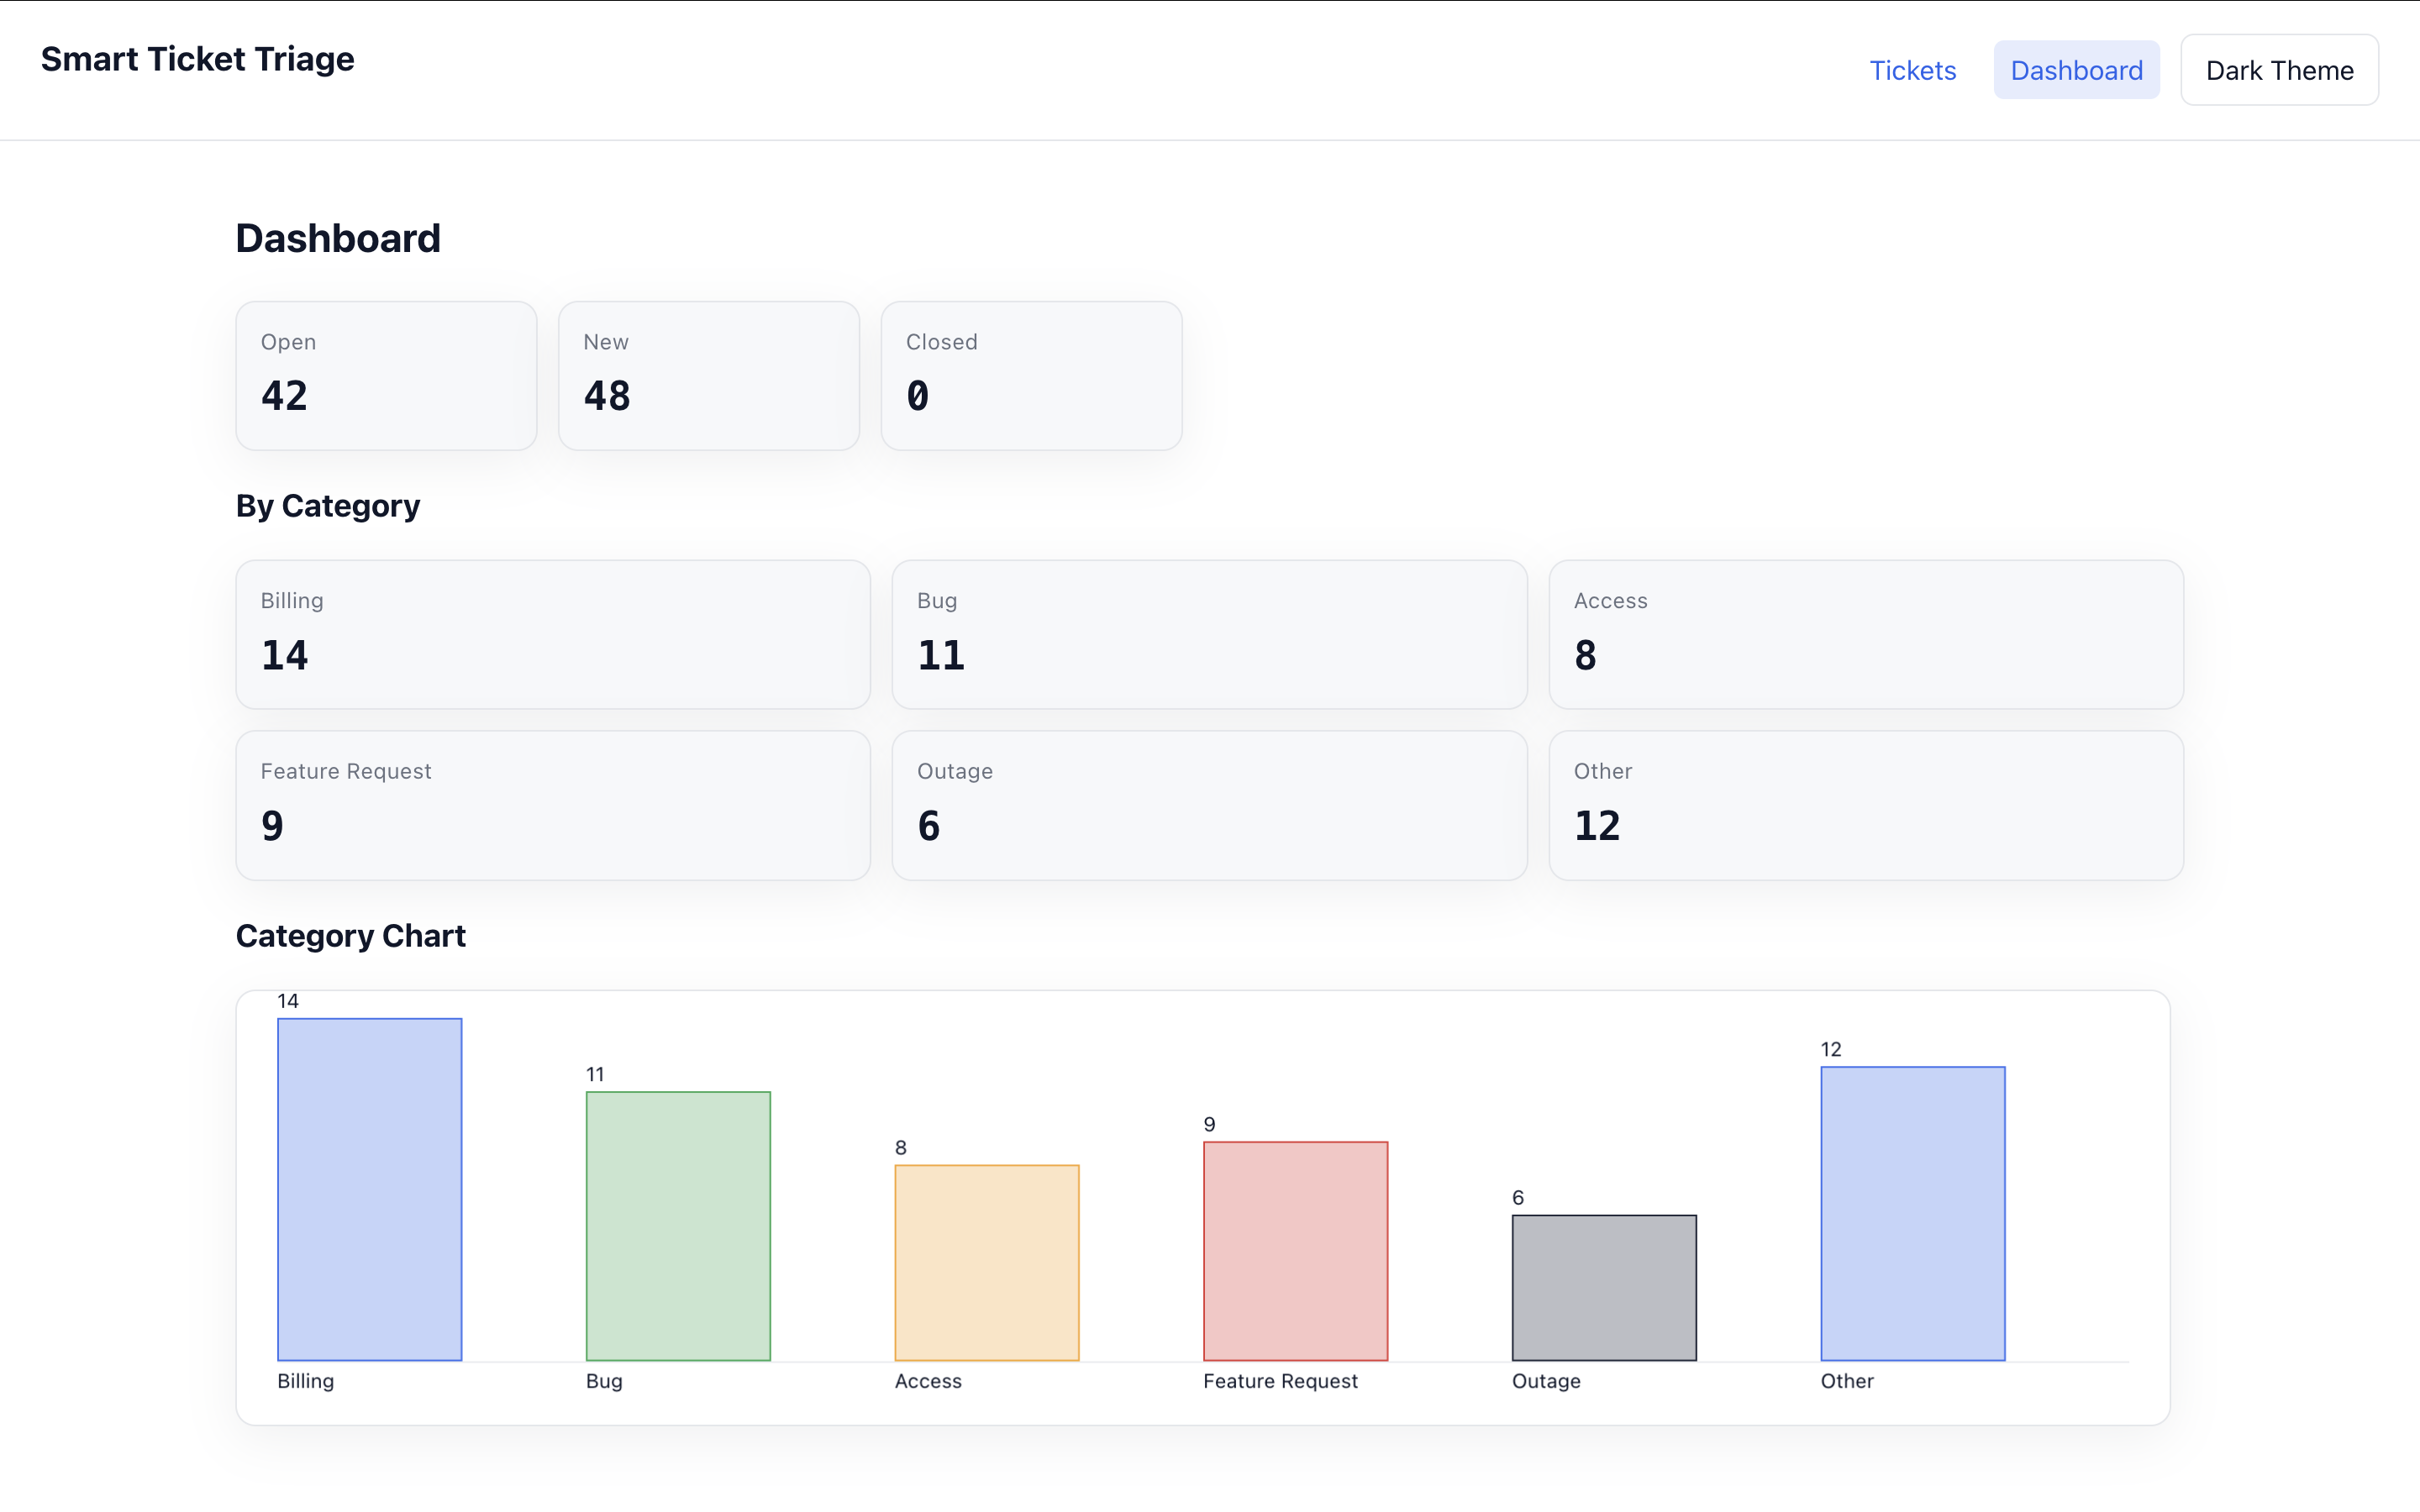 Smart Ticket Triage
Tickets
Dashboard
Dark Theme
Dashboard
Open
42
New
48
Closed
0
By Category
Billing
14
Bug
11
Access
8
Feature Request
9
Outage
6
Other
12
Category Chart
14
11
8
9
6
12
Billing
Bug
Access
Feature Request
Outage
Other